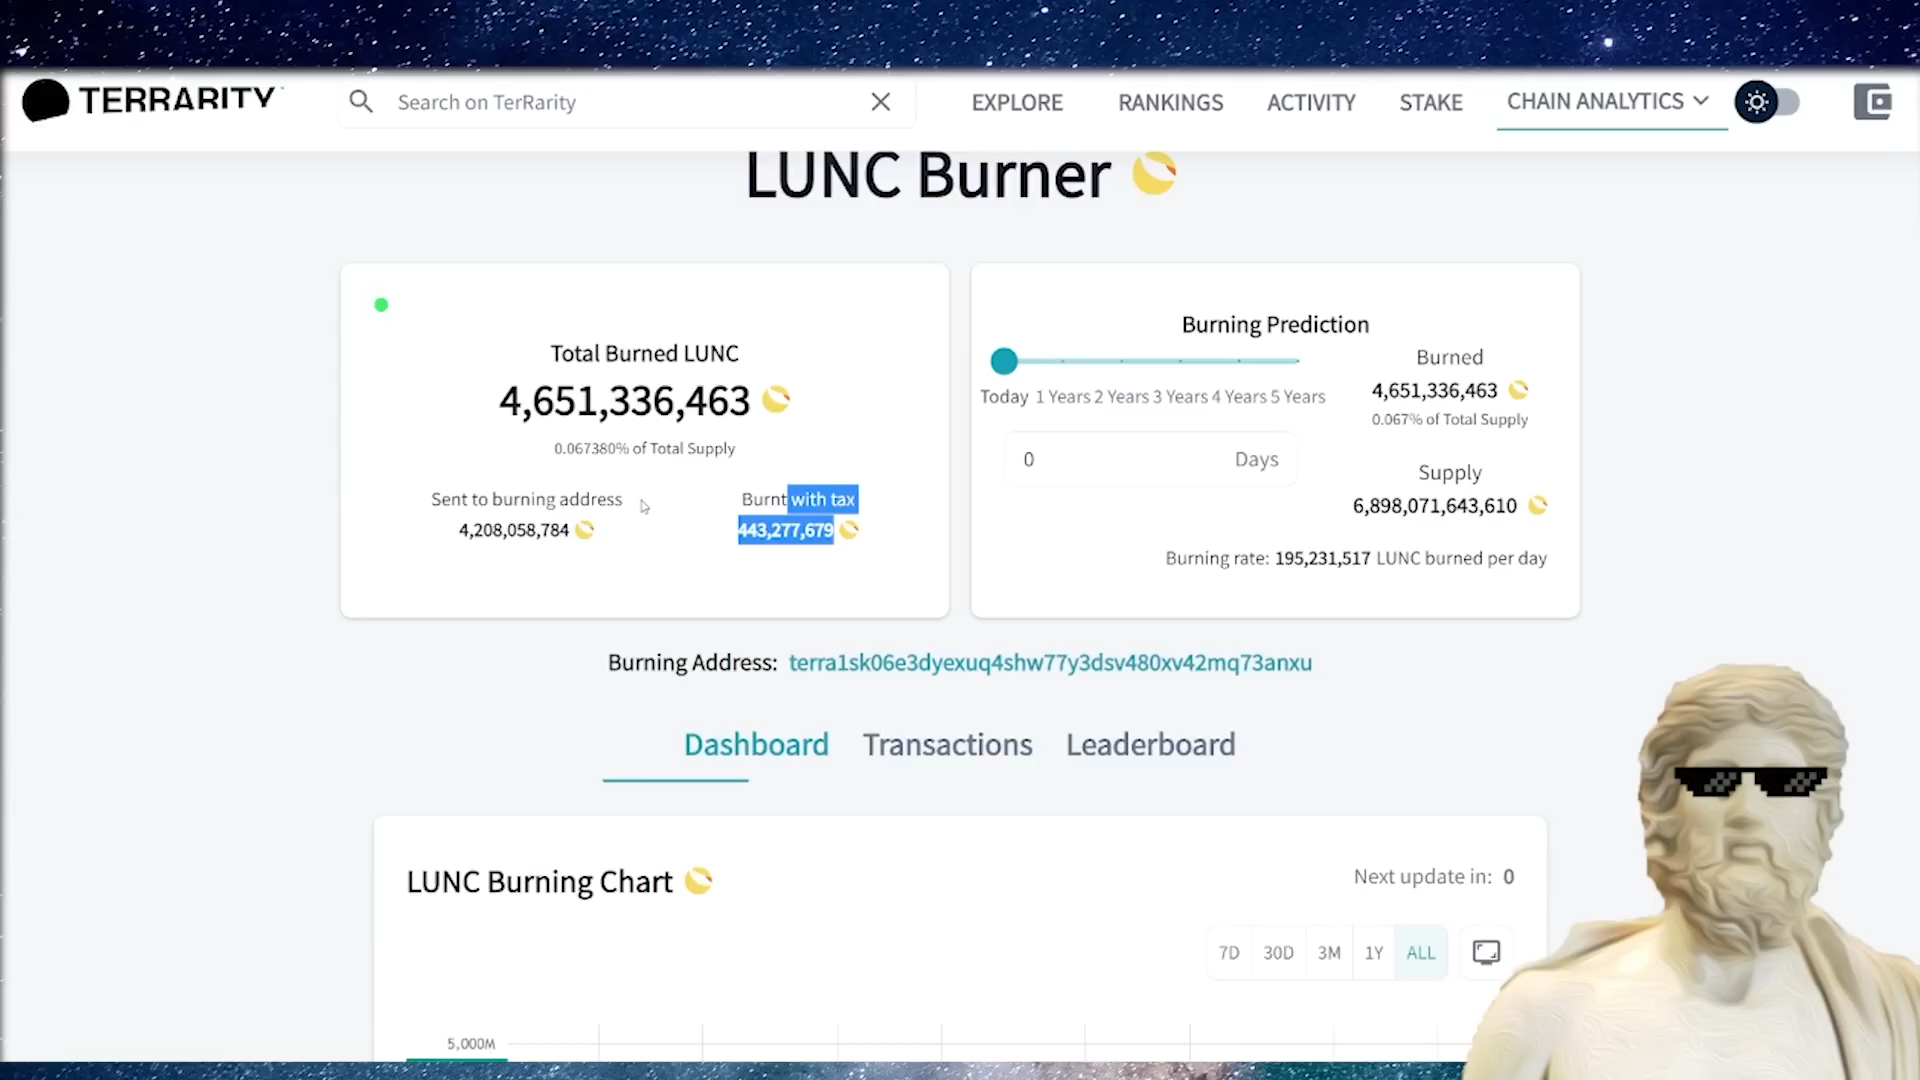 TERRARITY
Search on TerRarity
EXPLORE
RANKINGS
ACTIVITY
STAKE
CHAIN ANALYTICS
LUNC Burner
Total Burned LUNC
4,651,336,463
0.067380% of Total Supply
Sent to burning address
4,208,058,784
Burnt with tax
443,277,679
Burning Prediction
Today 1 Years 2 Years 3 Years 4 Years 5 Years
0 Days
Burned
4,651,336,463
0.067% of Total Supply
Supply
6,898,071,643,610
Burning rate: 195,231,517 LUNC burned per day
Burning Address: terra1sk06e3dyexuq4shw77y3dsv480xv42mq73anxu
Dashboard
Transactions
Leaderboard
LUNC Burning Chart
Next update in: 0
7D 30D 3M 1Y ALL
5,000M